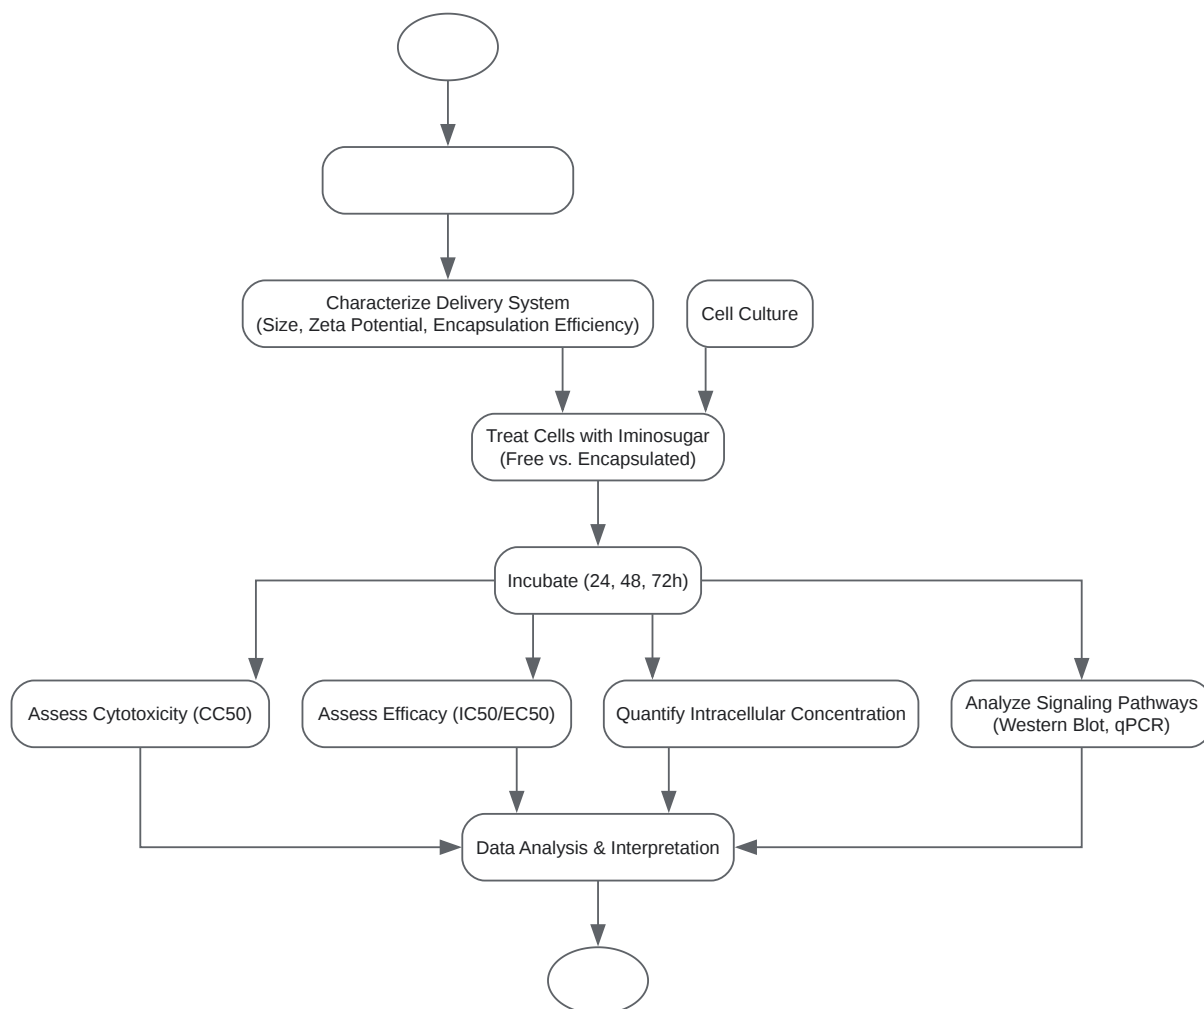 Characterize Delivery System
(Size, Zeta Potential, Encapsulation Efficiency)
Cell Culture
Treat Cells with Iminosugar
(Free vs. Encapsulated)
Incubate (24, 48, 72h)
Assess Cytotoxicity (CC50)
Assess Efficacy (IC50/EC50)
Quantify Intracellular Concentration
Analyze Signaling Pathways
(Western Blot, qPCR)
Data Analysis & Interpretation